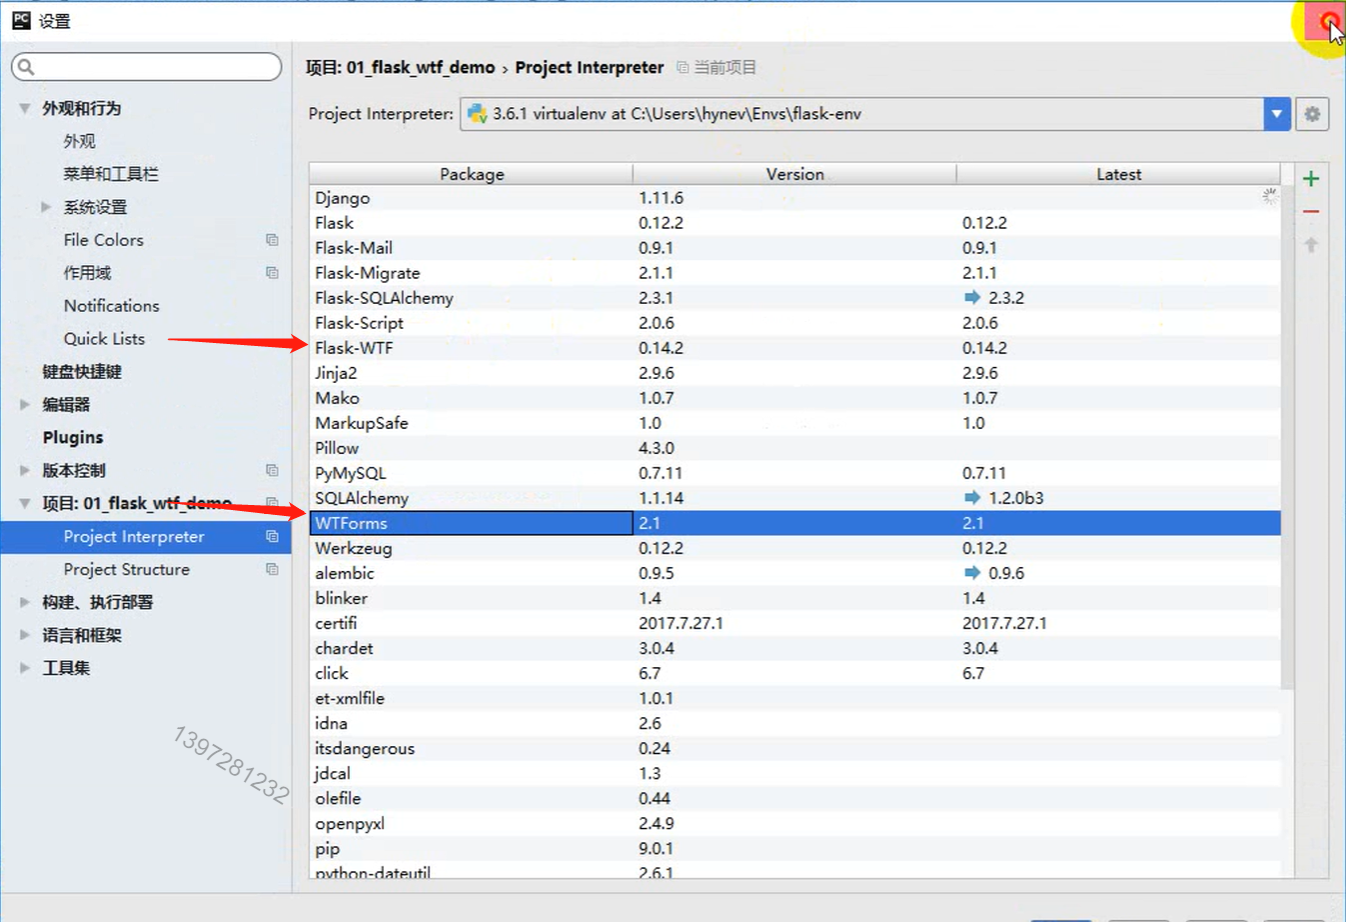 PC 设置
外观和行为
外观
菜单和工具栏
系统设置
File Colors
作用域
Notifications
Quick Lists
键盘快捷键
编辑器
Plugins
版本控制
项目: 01_flask_wtf_demo
Project Interpreter
Project Structure
构建、执行部署
语言和框架
工具集
1397281232
项目: 01_flask_wtf_demo › Project Interpreter 当前项目
Project Interpreter: 3.6.1 virtualenv at C:\Users\hynev\Envs\flask-env
Package Version Latest
Django 1.11.6
Flask 0.12.2 0.12.2
Flask-Mail 0.9.1 0.9.1
Flask-Migrate 2.1.1 2.1.1
Flask-SQLAlchemy 2.3.1 2.3.2
Flask-Script 2.0.6 2.0.6
Flask-WTF 0.14.2 0.14.2
Jinja2 2.9.6 2.9.6
Mako 1.0.7 1.0.7
MarkupSafe 1.0 1.0
Pillow 4.3.0
PyMySQL 0.7.11 0.7.11
SQLAlchemy 1.1.14 1.2.0b3
WTForms 2.1 2.1
Werkzeug 0.12.2 0.12.2
alembic 0.9.5 0.9.6
blinker 1.4 1.4
certifi 2017.7.27.1 2017.7.27.1
chardet 3.0.4 3.0.4
click 6.7 6.7
et-xmlfile 1.0.1
idna 2.6
itsdangerous 0.24
jdcal 1.3
olefile 0.44
openpyxl 2.4.9
pip 9.0.1
python-dateutil 2.6.1